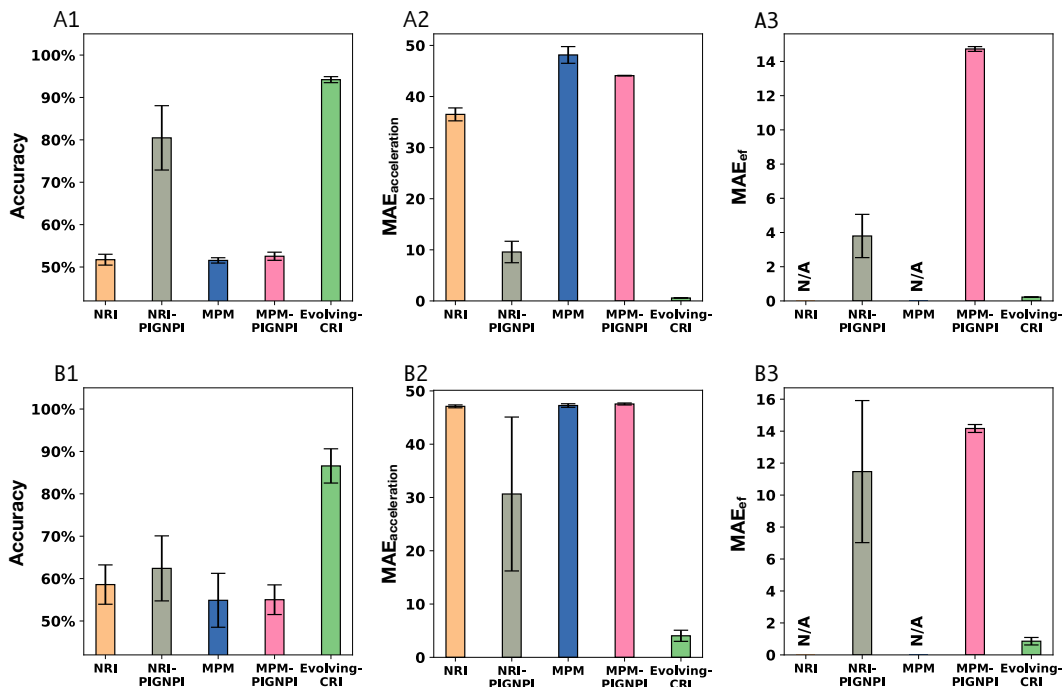 A1
A2
A3
100%
90%
80%
70%
60%
50%
Accuracy
NRI
NRI-
PIGNPI
MPM
MPM-
PIGNPI
Evolving-
CRI
50
40
30
20
10
0
MAEacceleration
NRI
NRI-
PIGNPI
MPM
MPM-
PIGNPI
Evolving-
CRI
14
12
10
8
6
4
2
0
MAEef
N/A
N/A
NRI
NRI-
PIGNPI
MPM
MPM-
PIGNPI
Evolving-
CRI
B1
B2
B3
100%
90%
80%
70%
60%
50%
Accuracy
NRI
NRI-
PIGNPI
MPM
MPM-
PIGNPI
Evolving-
CRI
50
40
30
20
10
0
MAEacceleration
NRI
NRI-
PIGNPI
MPM
MPM-
PIGNPI
Evolving-
CRI
16
14
12
10
8
6
4
2
0
MAEef
N/A
N/A
NRI
NRI-
PIGNPI
MPM
MPM-
PIGNPI
Evolving-
CRI